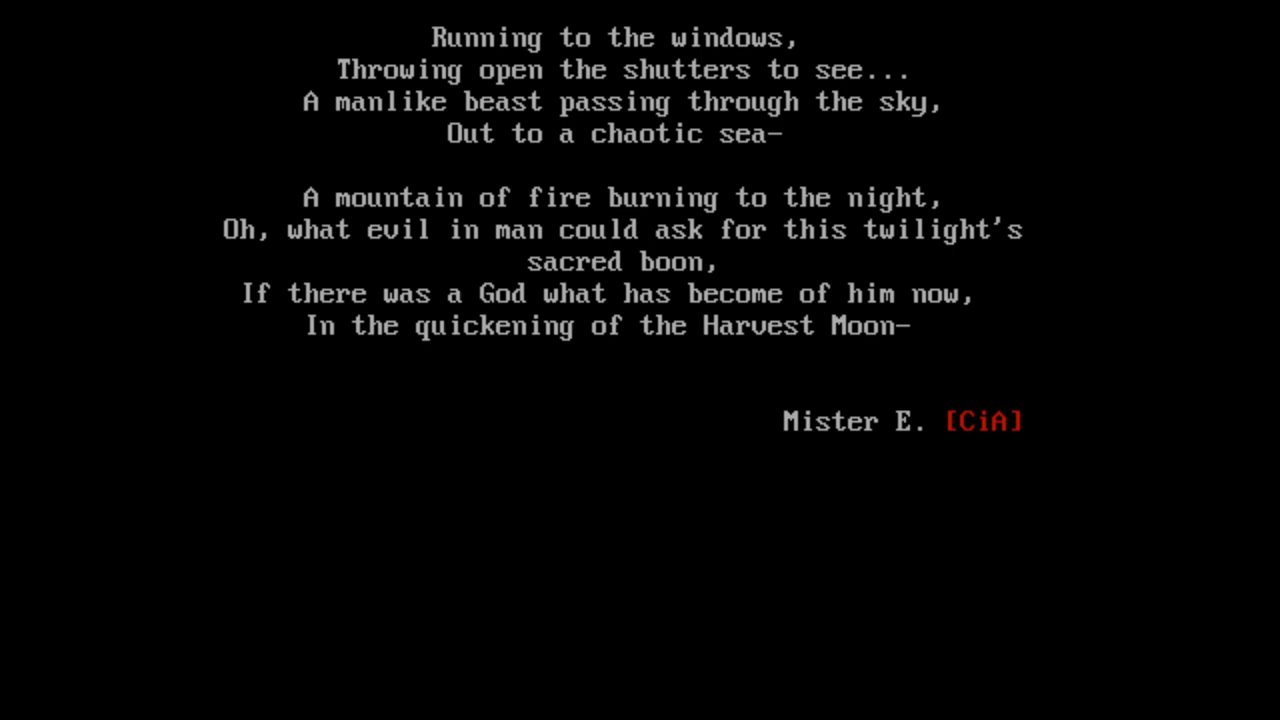 Running to the windows,
Throwing open the shutters to see...
A manlike beast passing through the sky,
Out to a chaotic sea-
A mountain of fire burning to the night,
Oh, what evil in man could ask for this twilight's
sacred boon,
If there was a God what has become of him now,
In the quickening of the Harvest Moon-
Mister E. [CiA]